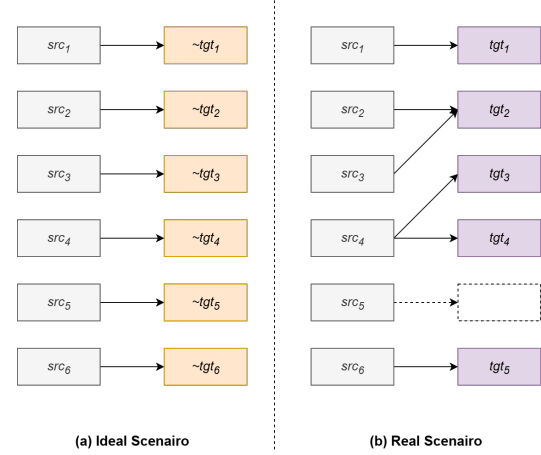 src1 ~tgt1 src1 tgt1
src2 ~tgt2 src2 tgt2
src3 ~tgt3 src3 tgt3
src4 ~tgt4 src4 tgt4
src5 ~tgt5 src5
src6 ~tgt6 src6 tgt5
(a) Ideal Scenairo (b) Real Scenairo